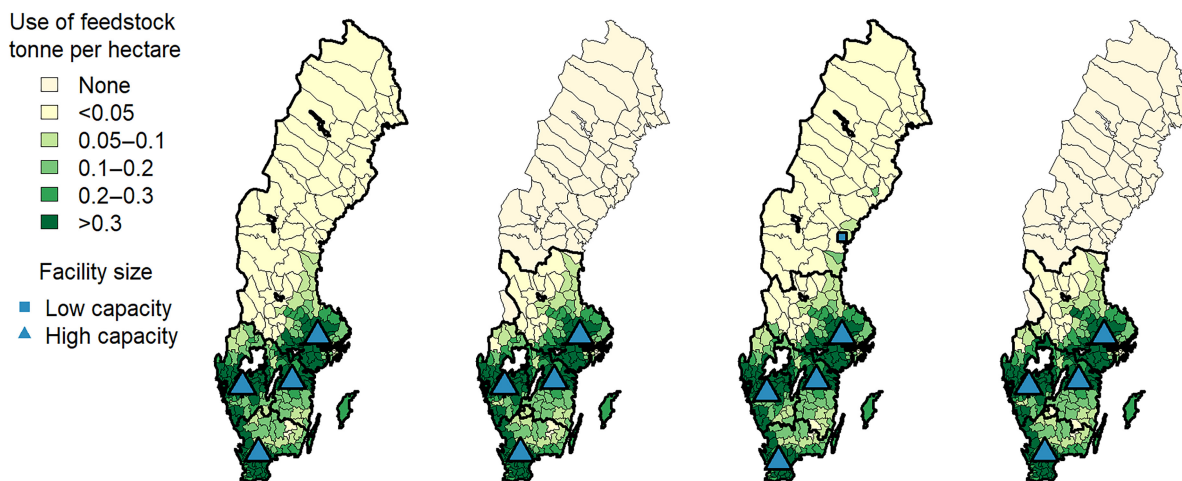 Use of feedstock
tonne per hectare
None
<0.05
0.05–0.1
0.1–0.2
0.2–0.3
>0.3
Facility size
Low capacity
High capacity